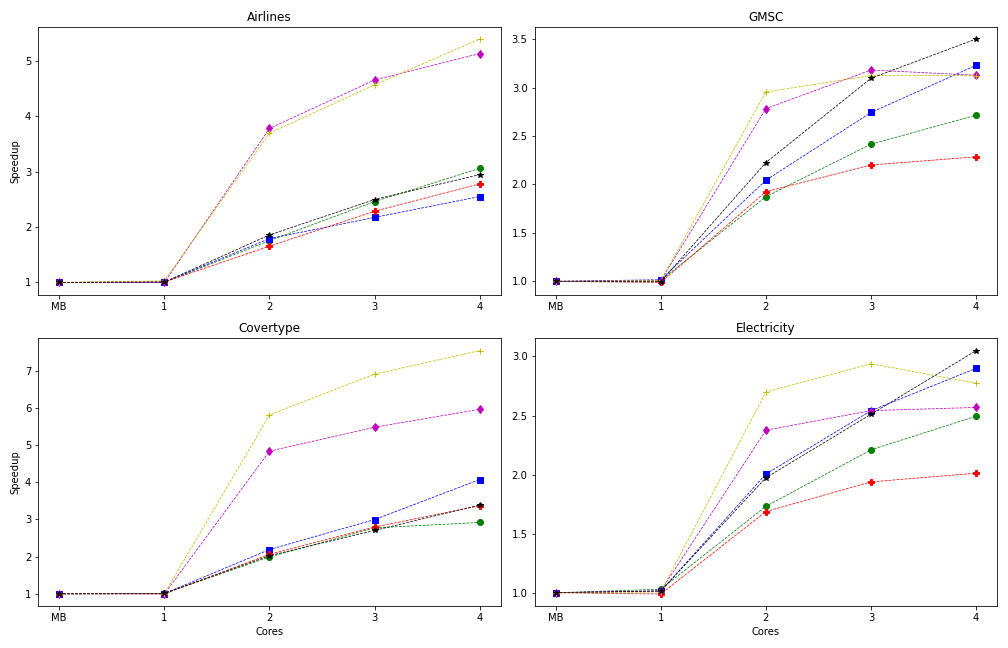 Airlines
Speedup
5
4
3
2
1
MB 1 2 3 4
GMSC
3.5
3.0
2.5
2.0
1.5
1.0
MB 1 2 3 4
Covertype
Speedup
7
6
5
4
3
2
1
MB 1 2 3 4
Cores
Electricity
3.0
2.5
2.0
1.5
1.0
MB 1 2 3 4
Cores